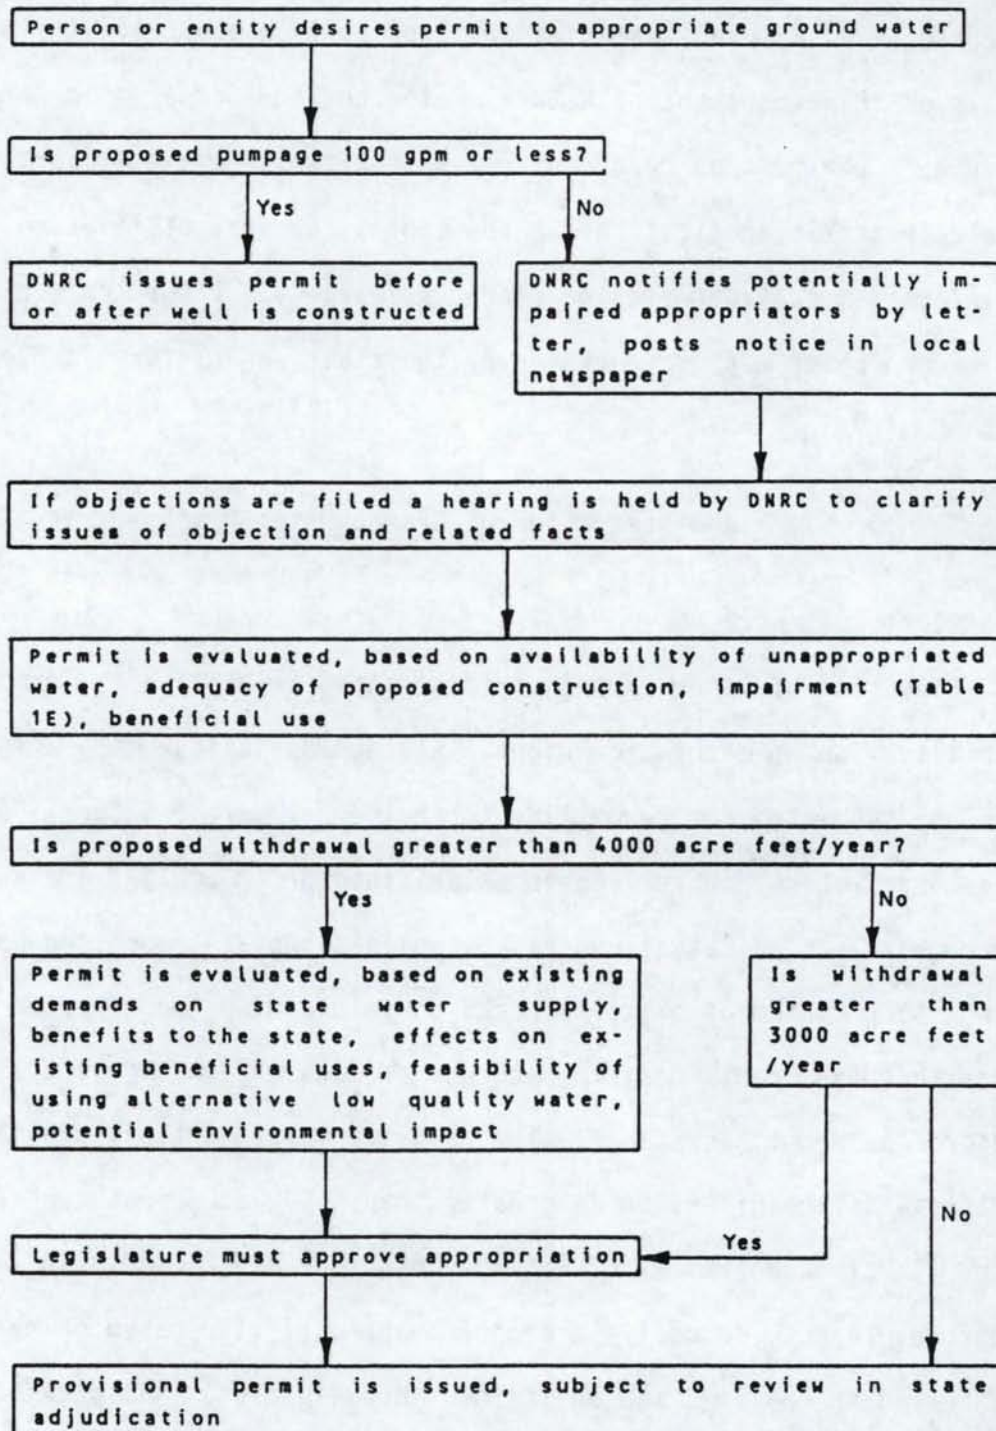 Person or entity desires permit to appropriate ground water
Is proposed pumpage 100 gpm or less?
Yes
No
DNRC issues permit before
or after well is constructed
DNRC notifies potentially im-
paired appropriators by let-
ter, posts notice in local
newspaper
If objections are filed a hearing is held by DNRC to clarify
issues of objection and related facts
Permit is evaluated, based on availability of unappropriated
water, adequacy of proposed construction, impairment (Table
1E), beneficial use
Is proposed withdrawal greater than 4000 acre feet/year?
Yes
No
Permit is evaluated, based on existing
demands on state water supply,
benefits to the state, effects on ex-
isting beneficial uses, feasibility of
using alternative low quality water,
potential environmental impact
Is withdrawal
greater than
3000 acre feet
/year
No
Yes
Legislature must approve appropriation
Provisional permit is issued, subject to review in state
adjudication